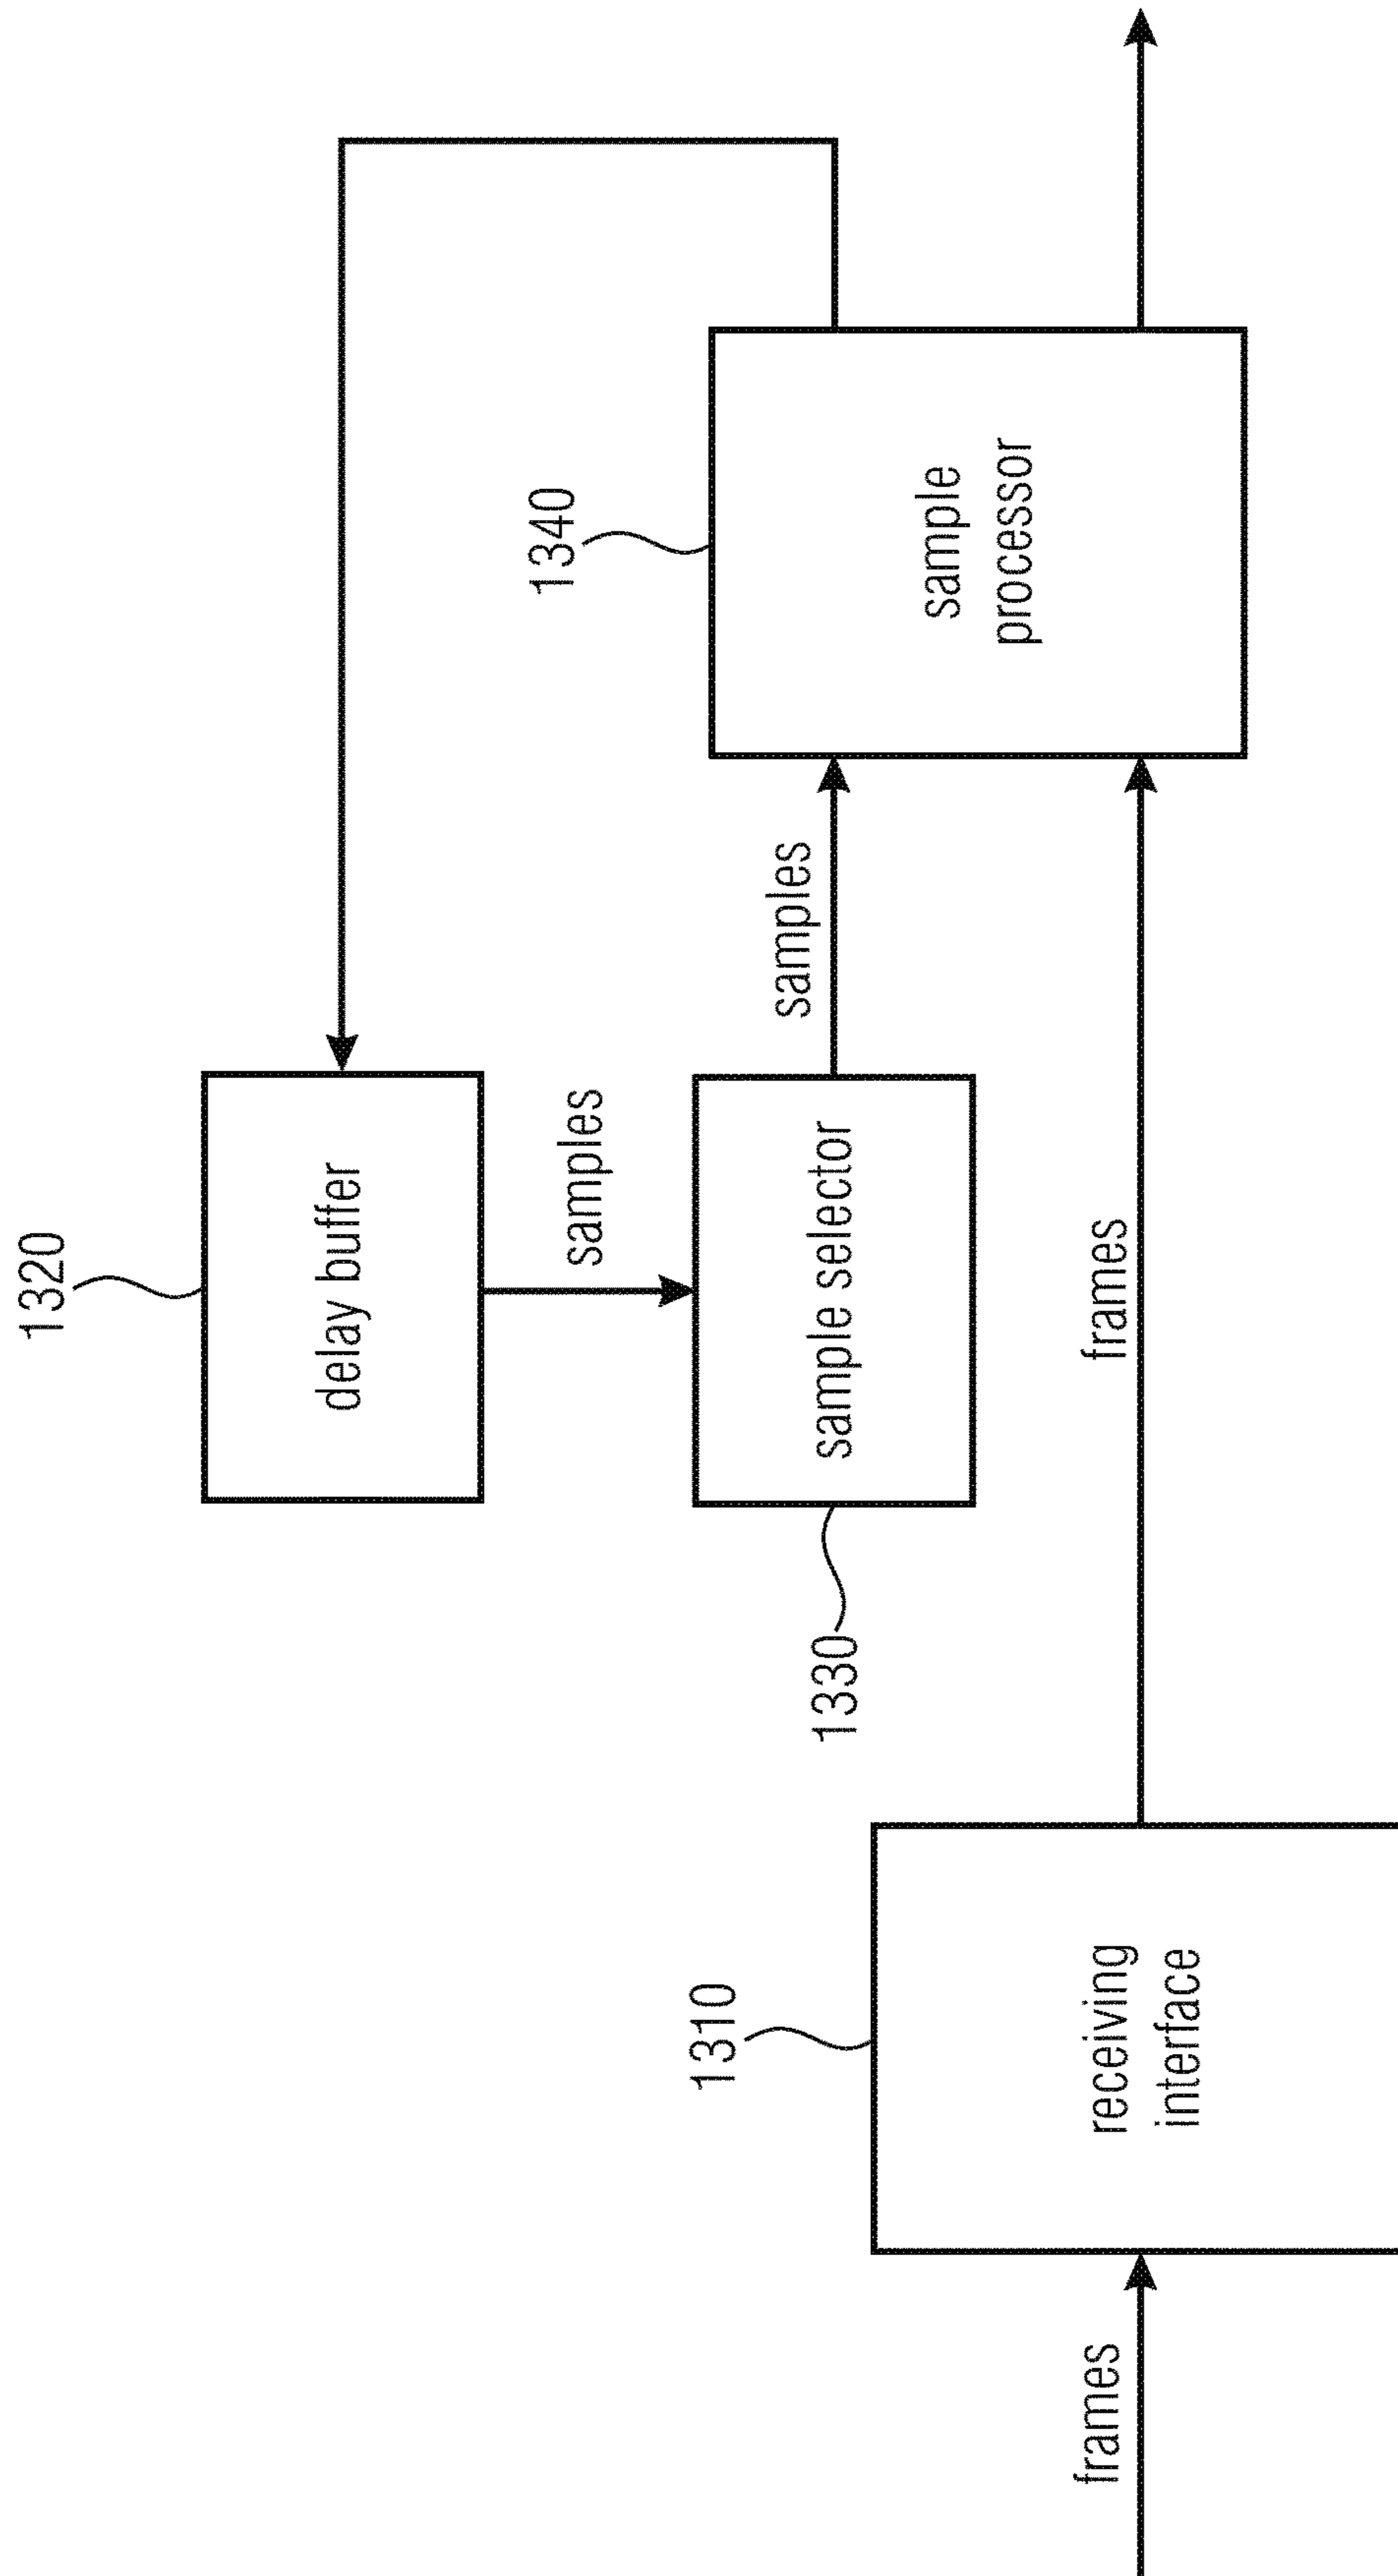 1320
delay buffer
samples
1340
1330
sample selector
samples
sample
processor
1310
receiving
interface
frames
frames